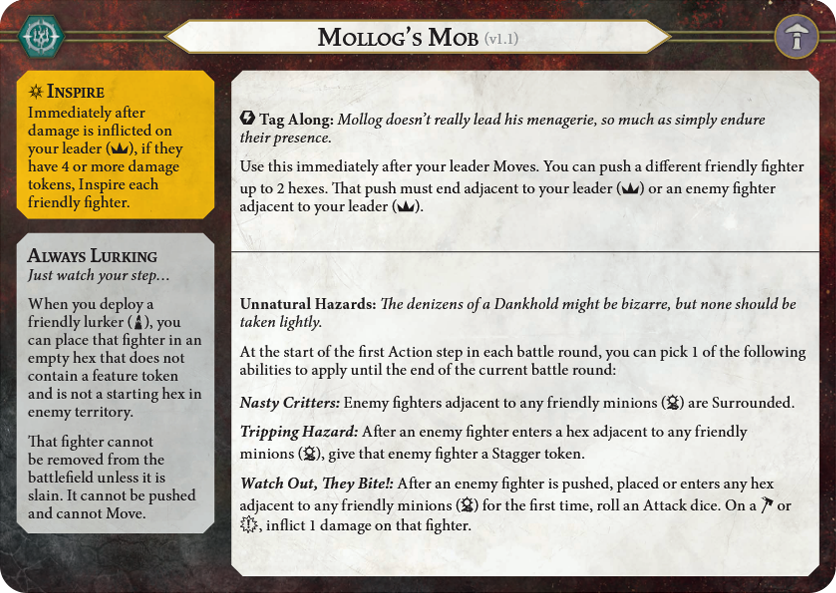 Mollog's Mob (v1.1)
Inspire
Immediately after
damage is inflicted on
your leader (), if they
have 4 or more damage
tokens, Inspire each
friendly fighter.
Always Lurking
Just watch your step…
When you deploy a
friendly lurker (), you
can place that fighter in an
empty hex that does not
contain a feature token
and is not a starting hex in
enemy territory.
That fighter cannot
be removed from the
battlefield unless it is
slain. It cannot be pushed
and cannot Move.
Tag Along: Mollog doesn't really lead his menagerie, so much as simply endure
their presence.
Use this immediately after your leader Moves. You can push a different friendly fighter
up to 2 hexes. That push must end adjacent to your leader () or an enemy fighter
adjacent to your leader ().
Unnatural Hazards: The denizens of a Dankhold might be bizarre, but none should be
taken lightly.
At the start of the first Action step in each battle round, you can pick 1 of the following
abilities to apply until the end of the current battle round:
Nasty Critters: Enemy fighters adjacent to any friendly minions () are Surrounded.
Tripping Hazard: After an enemy fighter enters a hex adjacent to any friendly
minions (), give that enemy fighter a Stagger token.
Watch Out, They Bite!: After an enemy fighter is pushed, placed or enters any hex
adjacent to any friendly minions () for the first time, roll an Attack dice. On a or
, inflict 1 damage on that fighter.